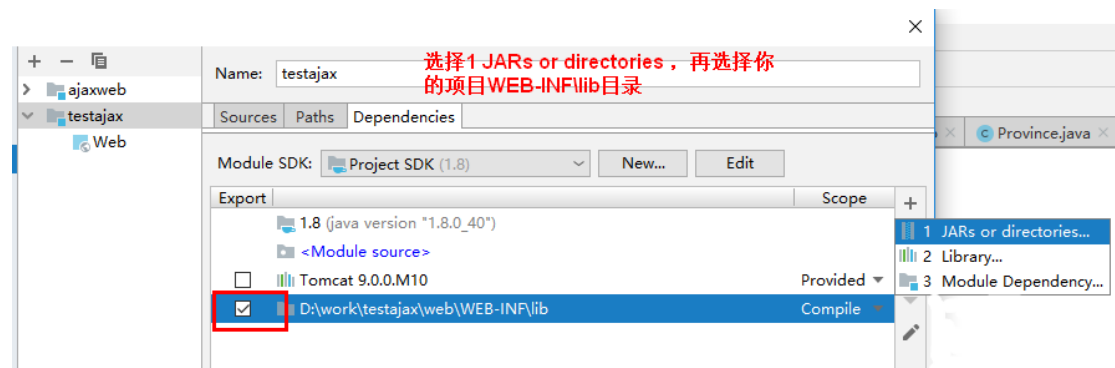 选择1 JARs or directories ，再选择你
的项目WEB-INF\lib目录
Name: testajax
ajaxweb
testajax
Web
Sources Paths Dependencies
Province.java
Module SDK: Project SDK (1.8) New... Edit
Export Scope
1.8 (java version "1.8.0_40")
<Module source>
Tomcat 9.0.0.M10 Provided
D:\work\testajax\web\WEB-INF\lib Compile
1 JARs or directories...
2 Library...
3 Module Dependency...